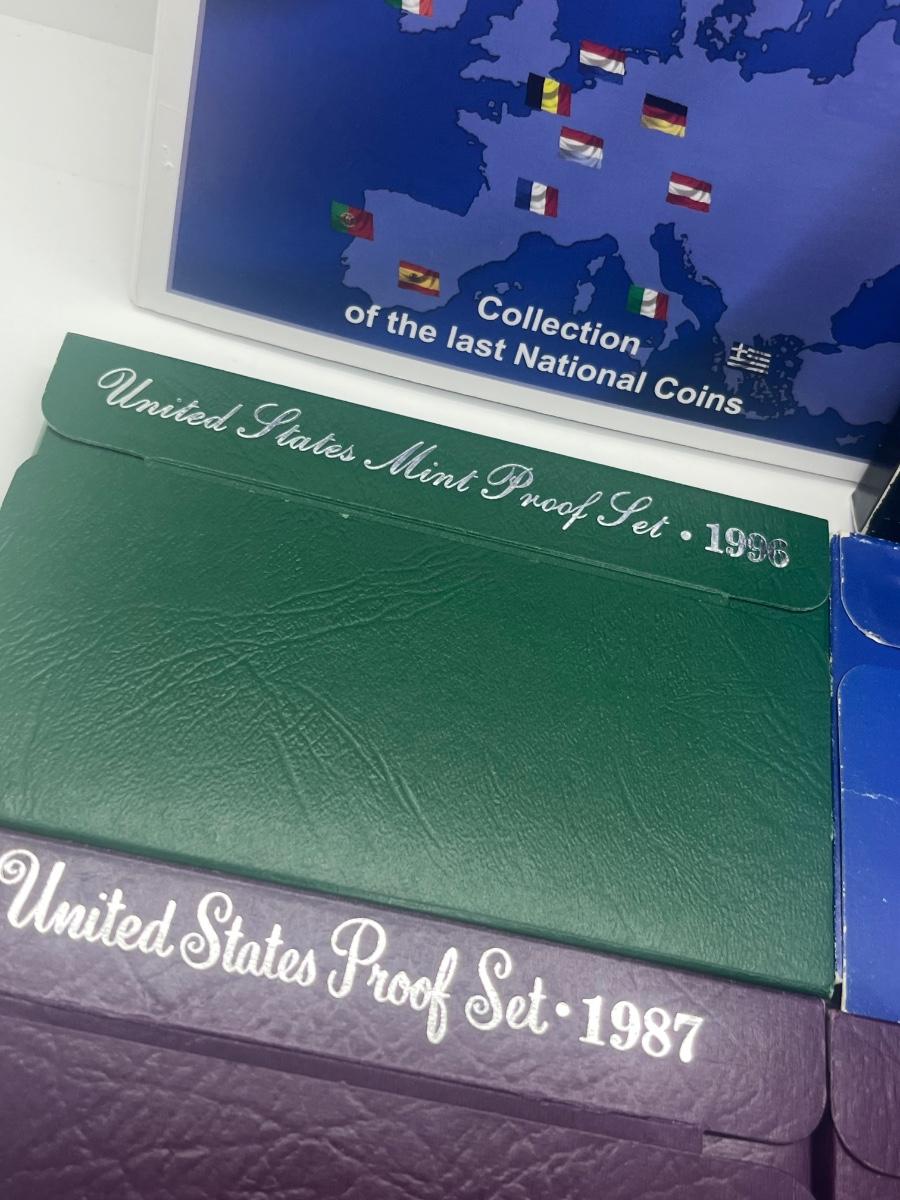 Collection
of the last National Coins
United States Mint Proof Set • 1996
United States Proof Set • 1987